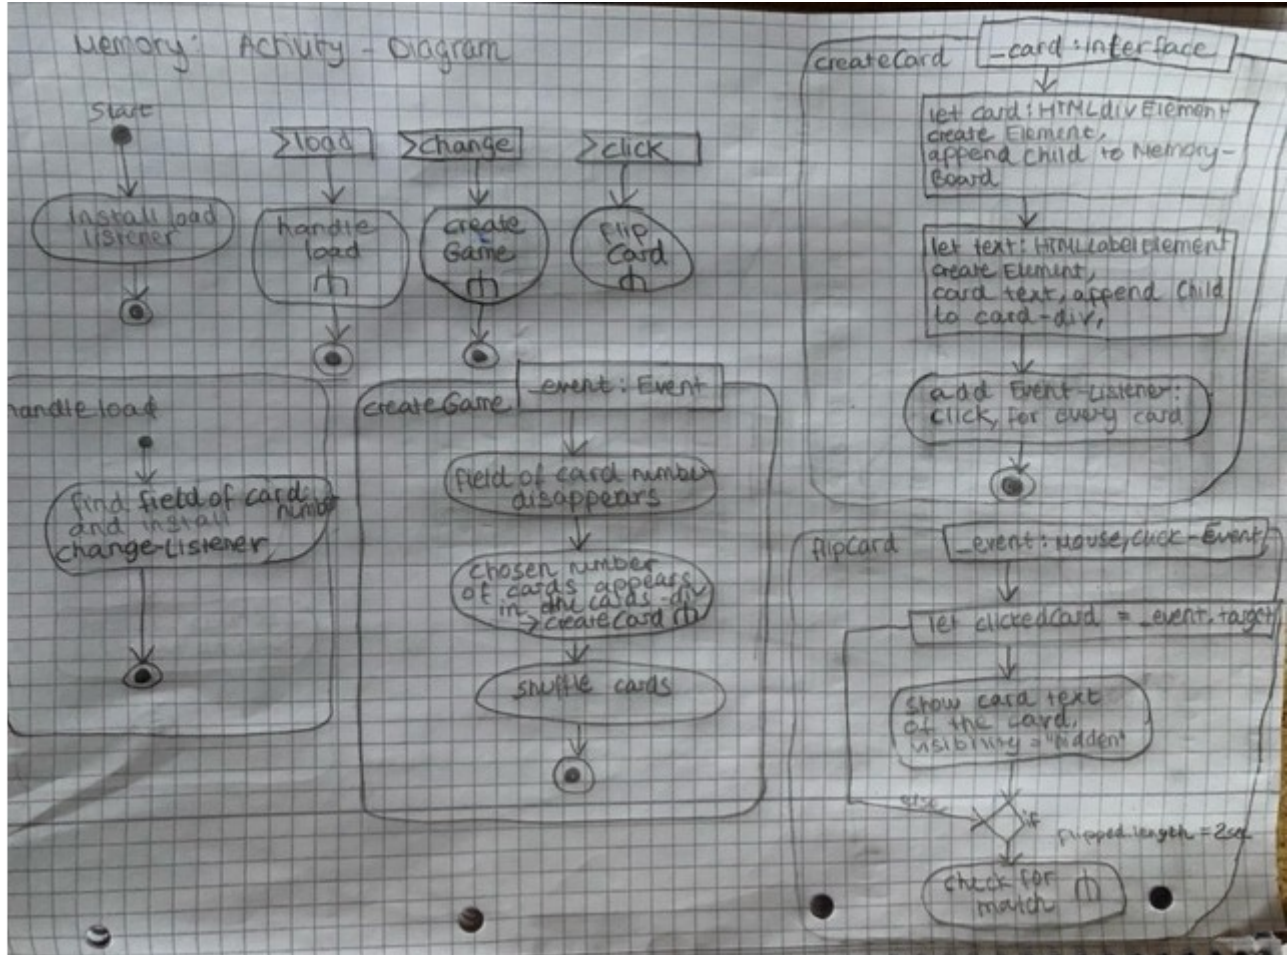 Memory: Activity-Diagram
Start
install load
listener
load
handle
load
change
create
Game
click
flip
Card
handleload
find field of card
number
and install
change-Listener
createGame
_event: Event
field of card number
disappears
chosen number
of cards appears
in the cards-div
→createCard
shuffle cards
createCard
_card: interface
let card: HTMLdivElement
create Element,
append child to Memory-
Board
let text: HTMLLabelElement
create Element,
card text, append Child
to card-div,
add Event-Listener:
click, for every card
flipCard
_event: Mouse,click-Event
let clickedCard = _event.target
show card text
of the card,
visibility = "hidden"
else
if
flipped.length = 2
check for
match